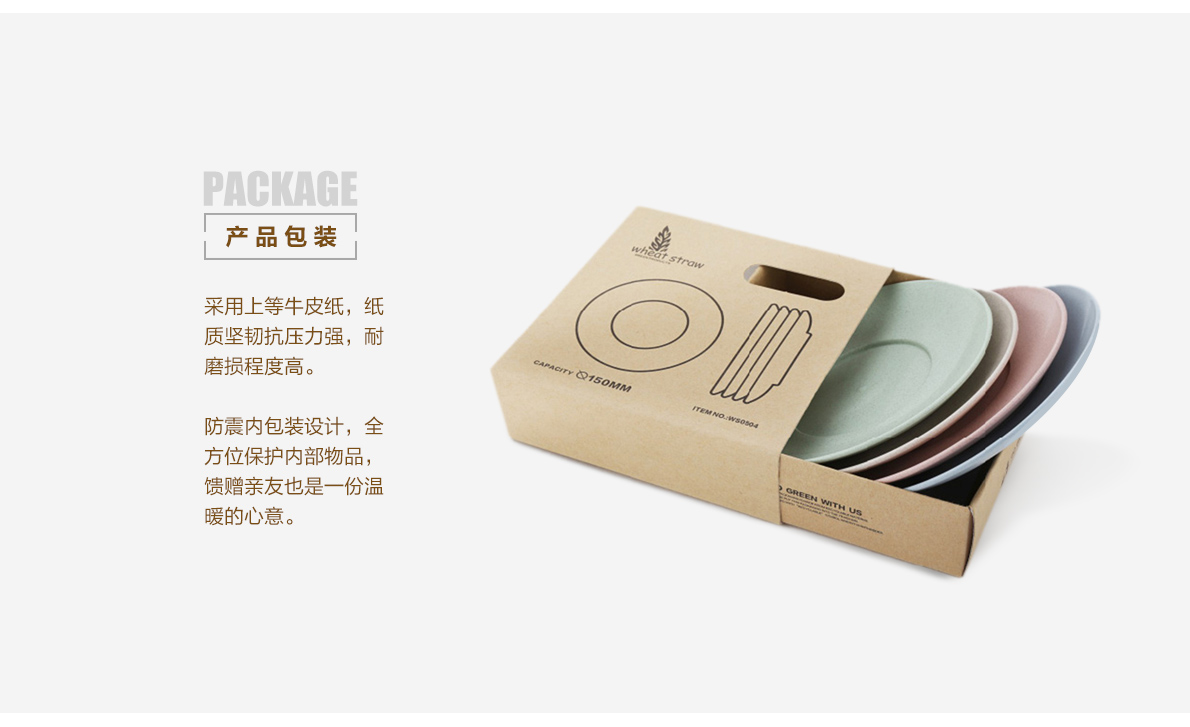 PACKAGE
产品包装
采用上等牛皮纸，纸
质坚韧抗压力强，耐
磨损程度高。
防震内包装设计，全
方位保护内部物品，
馈赠亲友也是一份温
暖的心意。
wheat straw
CAPACITY ⌀150MM
ITEM NO.:WS0504
GREEN WITH US